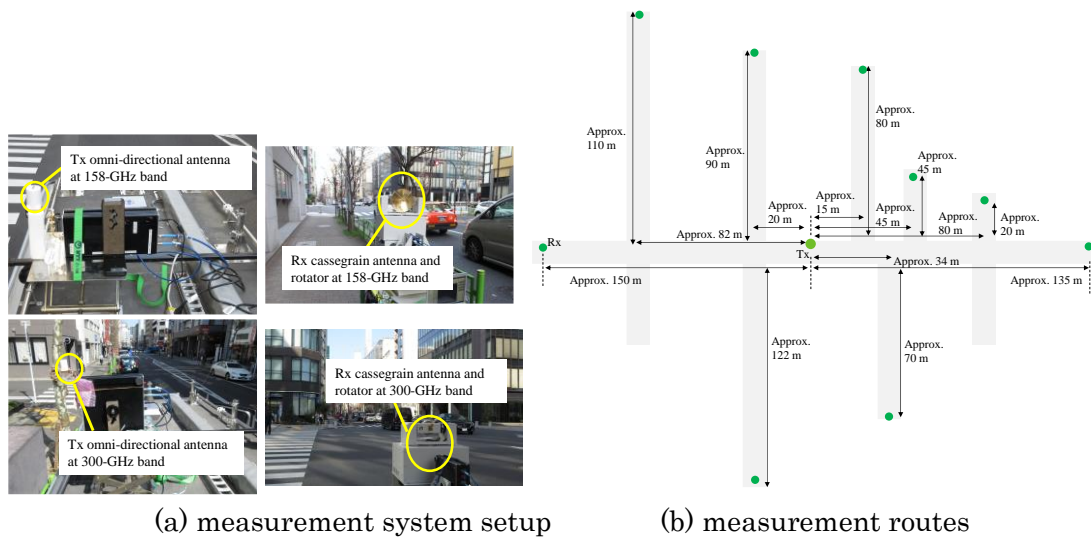 Tx omni-directional antenna
at 158-GHz band
Rx cassegrain antenna and
rotator at 158-GHz band
Tx omni-directional antenna
at 300-GHz band
Rx cassegrain antenna and
rotator at 300-GHz band
(a) measurement system setup
Approx.
110 m
Approx.
90 m
Approx.
80 m
Approx.
45 m
Approx.
15 m
Approx.
20 m
Approx.
45 m
Approx.
80 m
Approx.
20 m
Approx. 82 m
Rx
Tx
Approx. 34 m
Approx. 150 m
Approx. 135 m
Approx.
122 m
Approx.
70 m
(b) measurement routes